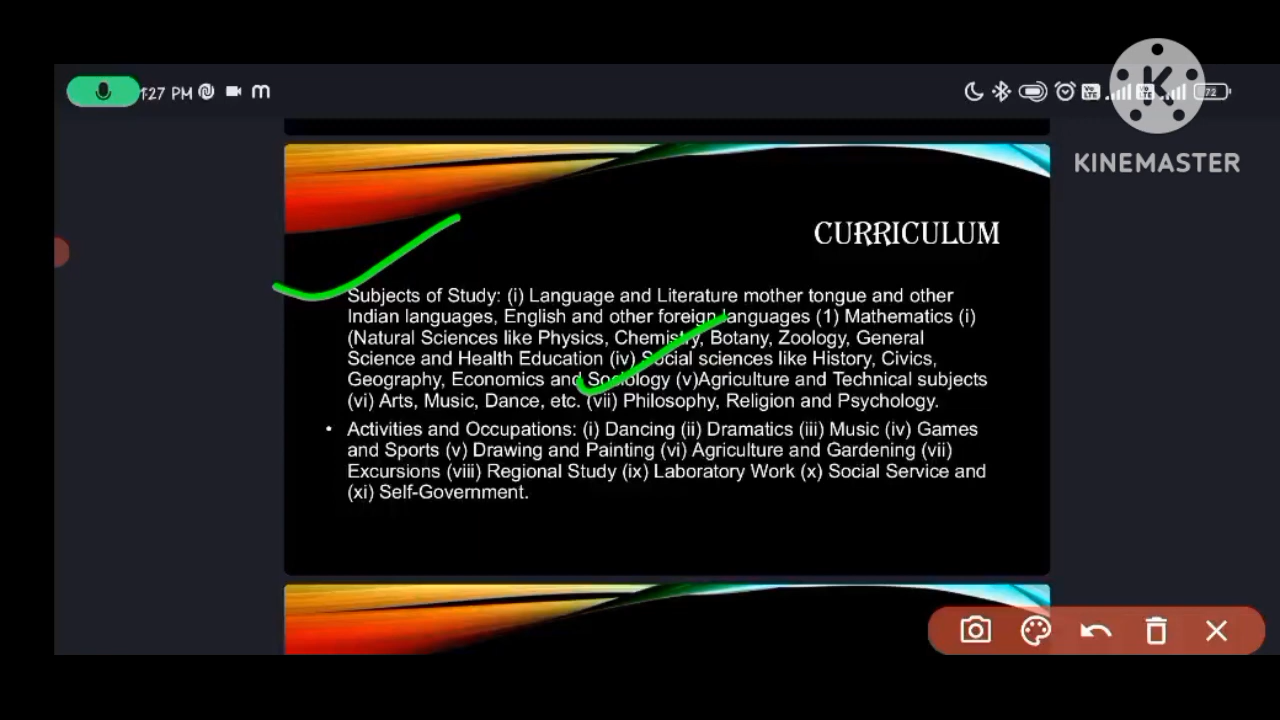 1:27 PM
72
KINEMASTER
CURRICULUM
Subjects of Study: (i) Language and Literature mother tongue and other
Indian languages, English and other foreign languages (1) Mathematics (i)
(Natural Sciences like Physics, Chemistry, Botany, Zoology, General
Science and Health Education (iv) Social sciences like History, Civics,
Geography, Economics and Sociology (v)Agriculture and Technical subjects
(vi) Arts, Music, Dance, etc. (vii) Philosophy, Religion and Psychology.
• Activities and Occupations: (i) Dancing (ii) Dramatics (iii) Music (iv) Games
and Sports (v) Drawing and Painting (vi) Agriculture and Gardening (vii)
Excursions (viii) Regional Study (ix) Laboratory Work (x) Social Service and
(xi) Self-Government.